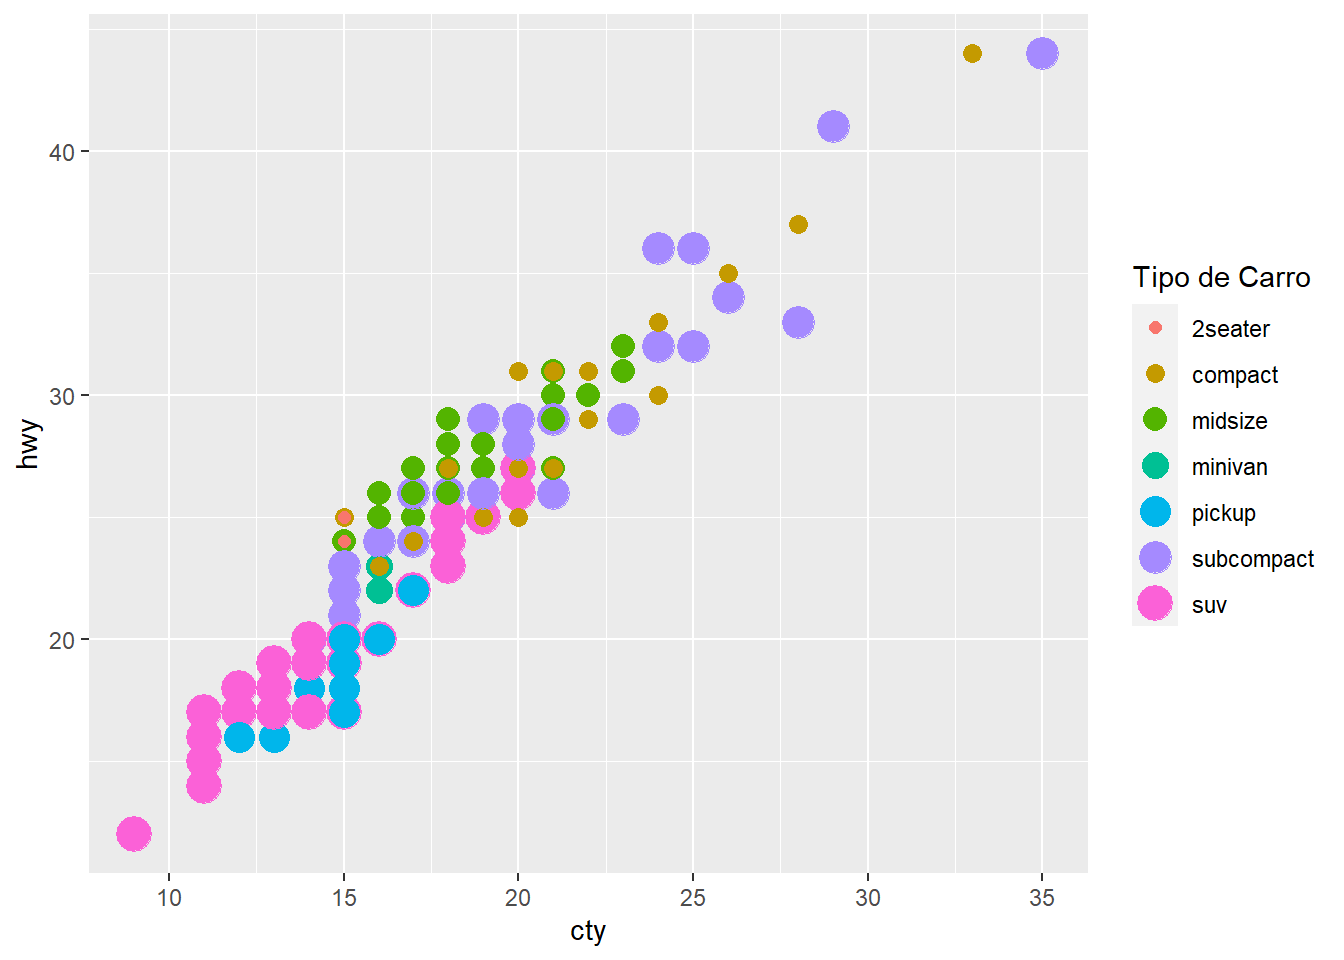 hwy
40
30
20
10 15 20 25 30 35
cty
Tipo de Carro
2seater
compact
midsize
minivan
pickup
subcompact
suv